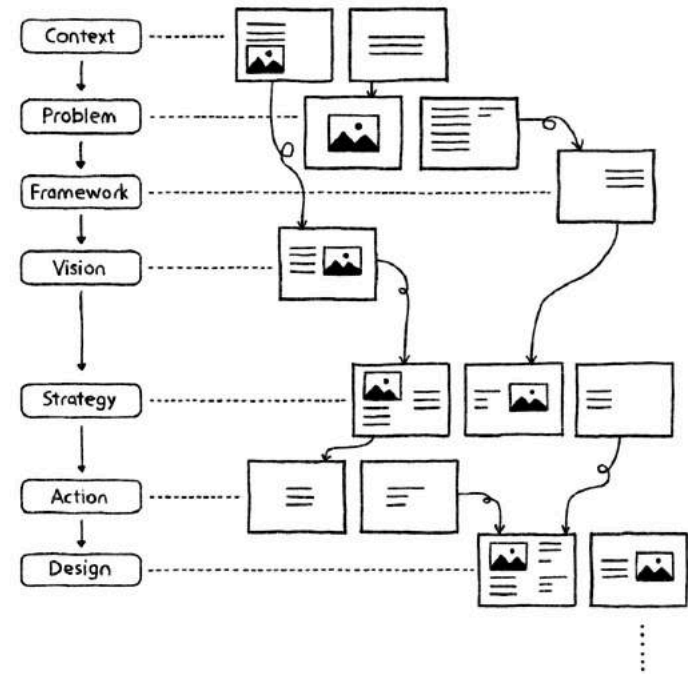 Context
Problem
Framework
Vision
Strategy
Action
Design